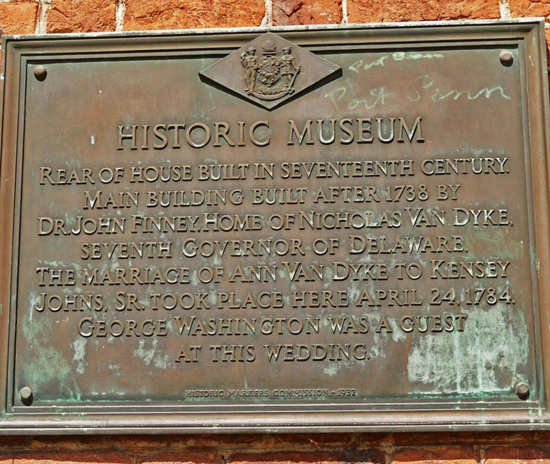 HISTORIC MUSEUM
REAR OF HOUSE BUILT IN SEVENTEENTH CENTURY.
MAIN BUILDING BUILT AFTER 1738 BY
DR. JOHN FINNEY. HOME OF NICHOLAS VAN DYKE,
SEVENTH GOVERNOR OF DELAWARE.
THE MARRIAGE OF ANN VAN DYKE TO KENSEY
JOHNS, SR. TOOK PLACE HERE APRIL 24, 1784.
GEORGE WASHINGTON WAS A GUEST
AT THIS WEDDING.
HISTORIC MARKERS COMMISSION - 1932